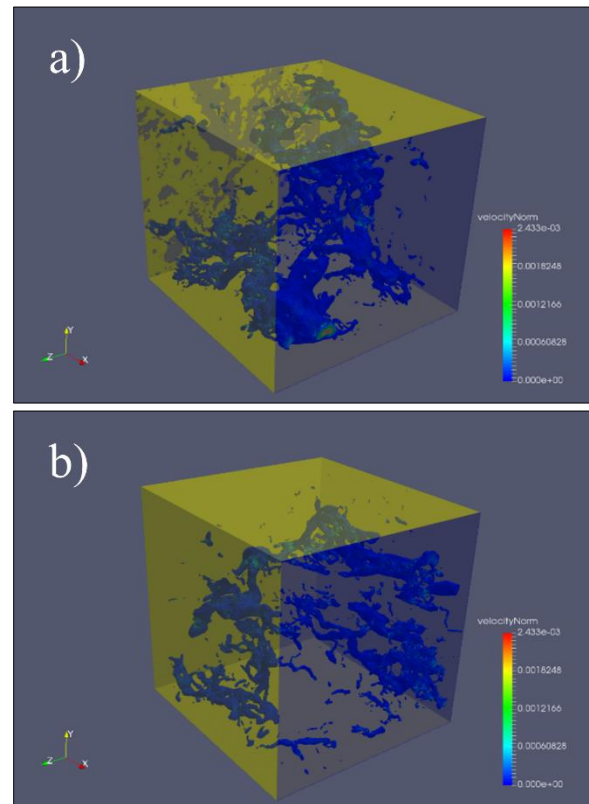 a)
velocityNorm
2.433e-03
0.0018248
0.0012166
0.00060828
0.000e+00
Y
Z
X
b)
velocityNorm
2.433e-03
0.0018248
0.0012166
0.00060828
0.000e+00
Y
Z
X